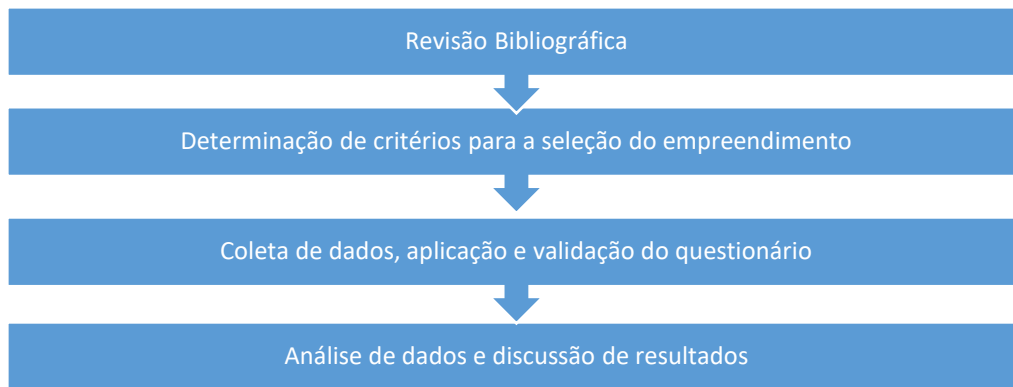 Revisão Bibliográfica
Determinação de critérios para a seleção do empreendimento
Coleta de dados, aplicação e validação do questionário
Análise de dados e discussão de resultados